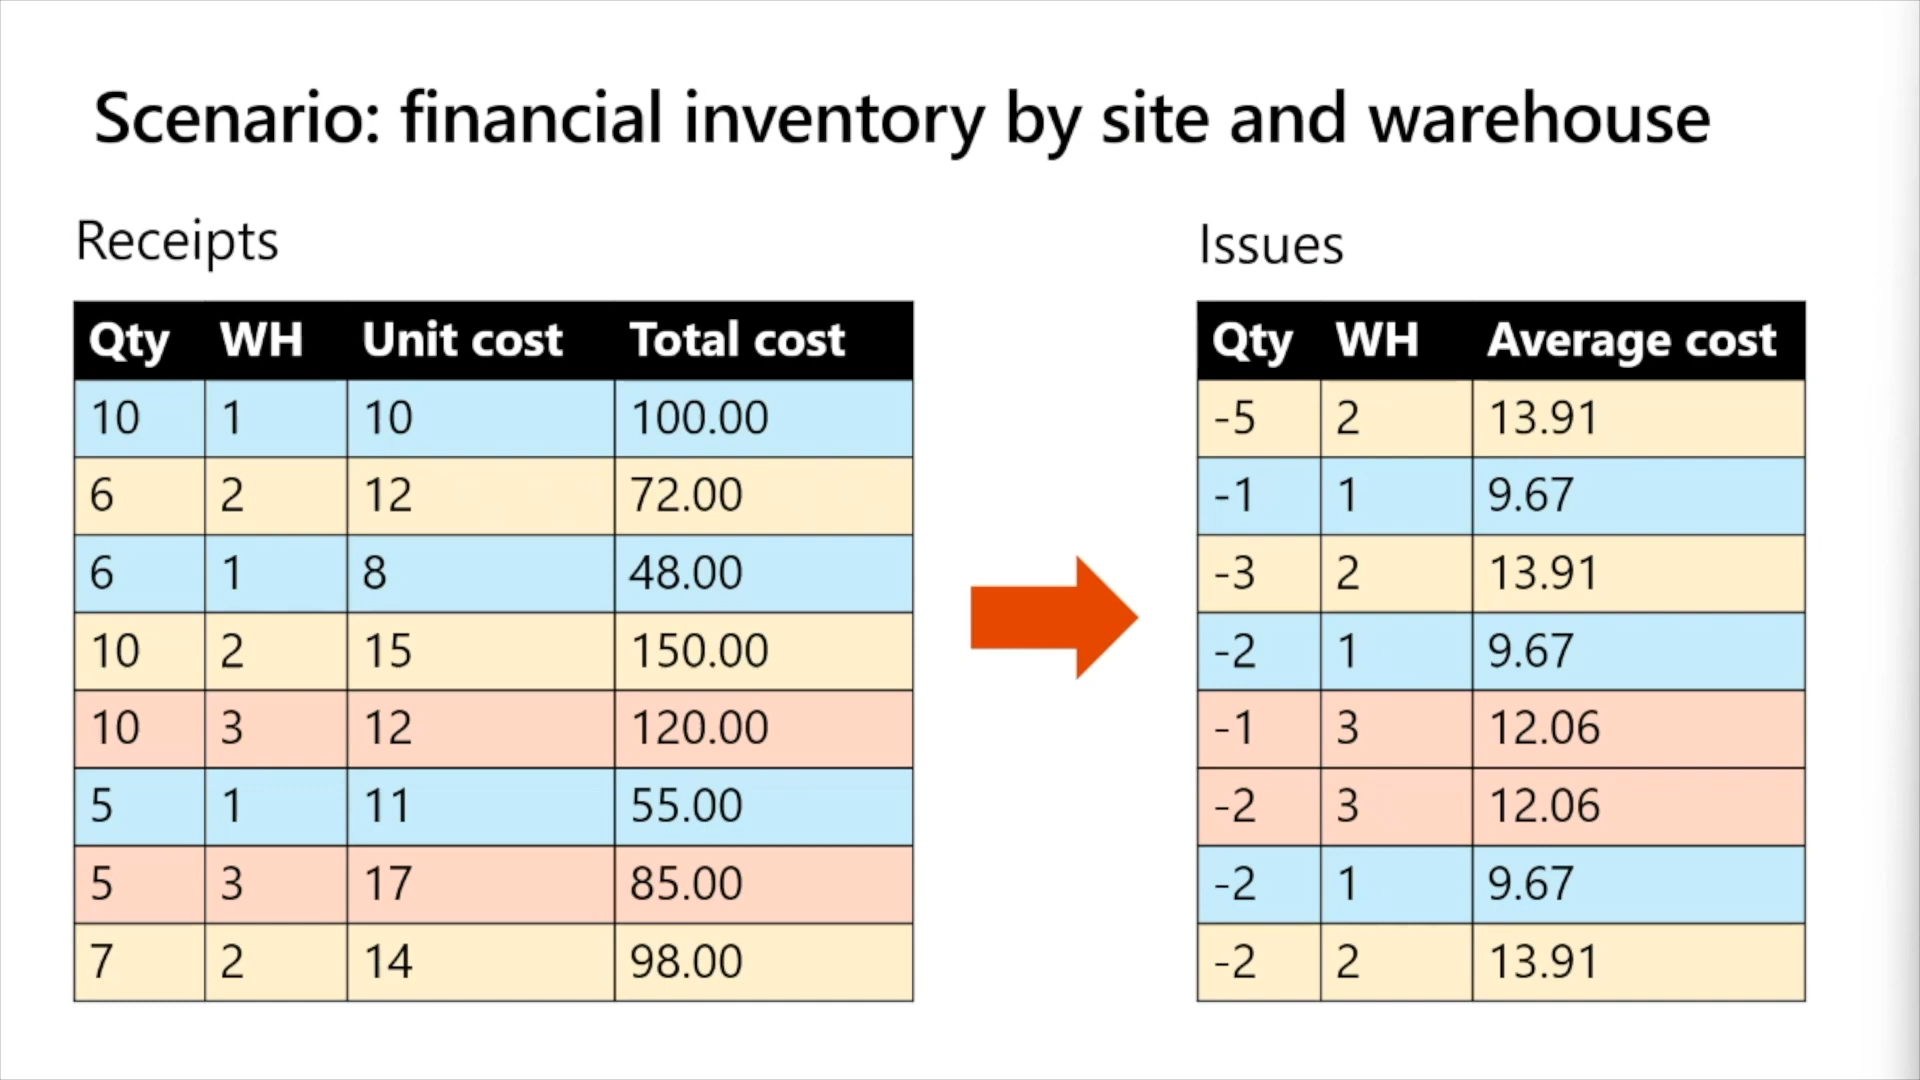 Scenario: financial inventory by site and warehouse
Receipts
Qty WH Unit cost Total cost
10 1 10 100.00
6 2 12 72.00
6 1 8 48.00
10 2 15 150.00
10 3 12 120.00
5 1 11 55.00
5 3 17 85.00
7 2 14 98.00
Issues
Qty WH Average cost
-5 2 13.91
-1 1 9.67
-3 2 13.91
-2 1 9.67
-1 3 12.06
-2 3 12.06
-2 1 9.67
-2 2 13.91